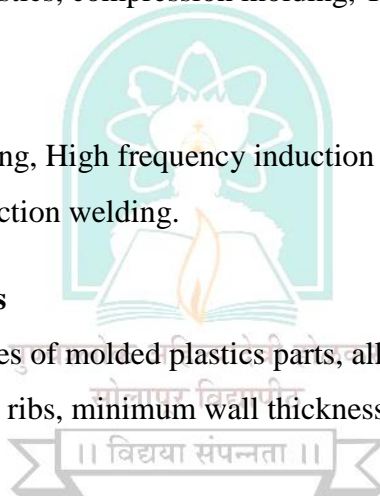 stics, compression molding,
ng, High frequency induction
ction welding.
s
es of molded plastics parts, all
सोलापूर विद्यापीठ
ribs, minimum wall thickness
।। विद्यया संपन्नता ।।